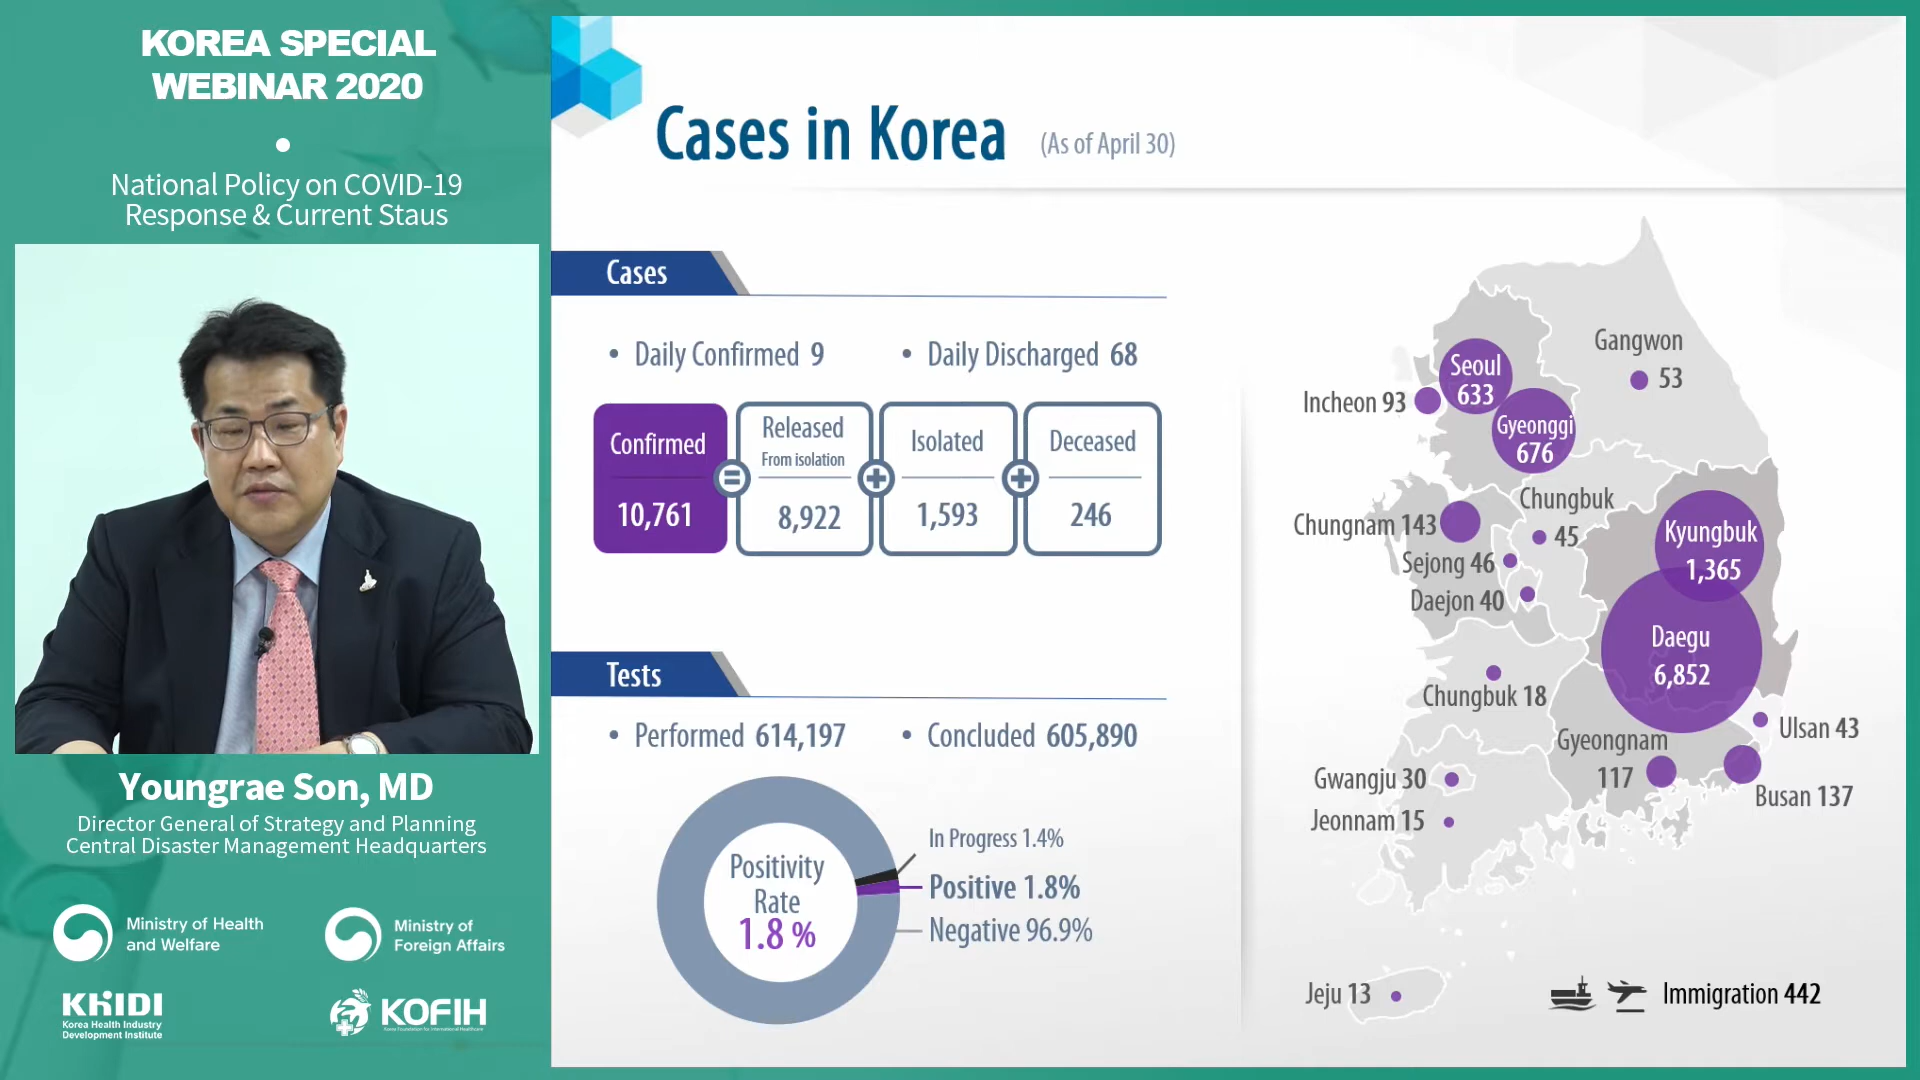 KOREA SPECIAL
WEBINAR 2020
National Policy on COVID-19
Response & Current Staus
Youngrae Son, MD
Director General of Strategy and Planning
Central Disaster Management Headquarters
Ministry of Health
and Welfare
Ministry of
Foreign Affairs
KHIDI
Korea Health Industry
Development Institute
KOFIH
Korea Foundation for International Healthcare
Cases in Korea (As of April 30)
Cases
• Daily Confirmed 9
• Daily Discharged 68
Confirmed
10,761
=
Released
From isolation
8,922
+
Isolated
1,593
+
Deceased
246
Tests
• Performed 614,197
• Concluded 605,890
Positivity
Rate
1.8 %
In Progress 1.4%
Positive 1.8%
Negative 96.9%
Gangwon
53
Seoul
633
Incheon 93
Gyeonggi
676
Chungbuk
45
Chungnam 143
Sejong 46
Daejon 40
Kyungbuk
1,365
Daegu
6,852
Chungbuk 18
Ulsan 43
Gyeongnam
117
Busan 137
Gwangju 30
Jeonnam 15
Jeju 13
Immigration 442